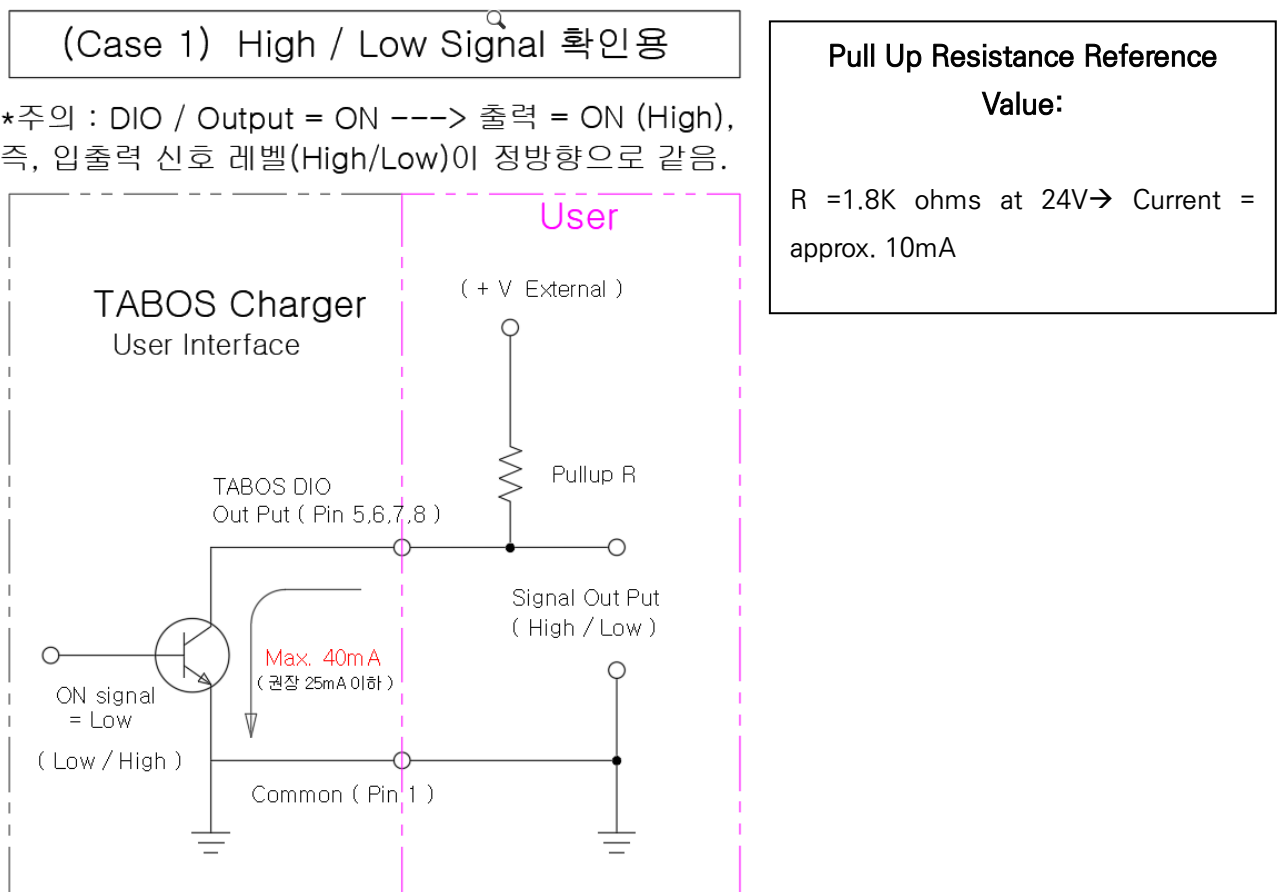 (Case 1) High / Low Signal 확인용
*주의 : DIO / Output = ON ---> 출력 = ON (High),
즉, 입출력 신호 레벨(High/Low)이 정방향으로 같음.
User
( + V External )
TABOS Charger
User Interface
Pullup R
TABOS DIO
Out Put ( Pin 5,6,7,8 )
Signal Out Put
( High / Low )
Max. 40mA
( 권장 25mA 이하 )
ON signal
= Low
( Low / High )
Common ( Pin 1 )
Pull Up Resistance Reference
Value:
R =1.8K ohms at 24V→ Current =
approx. 10mA